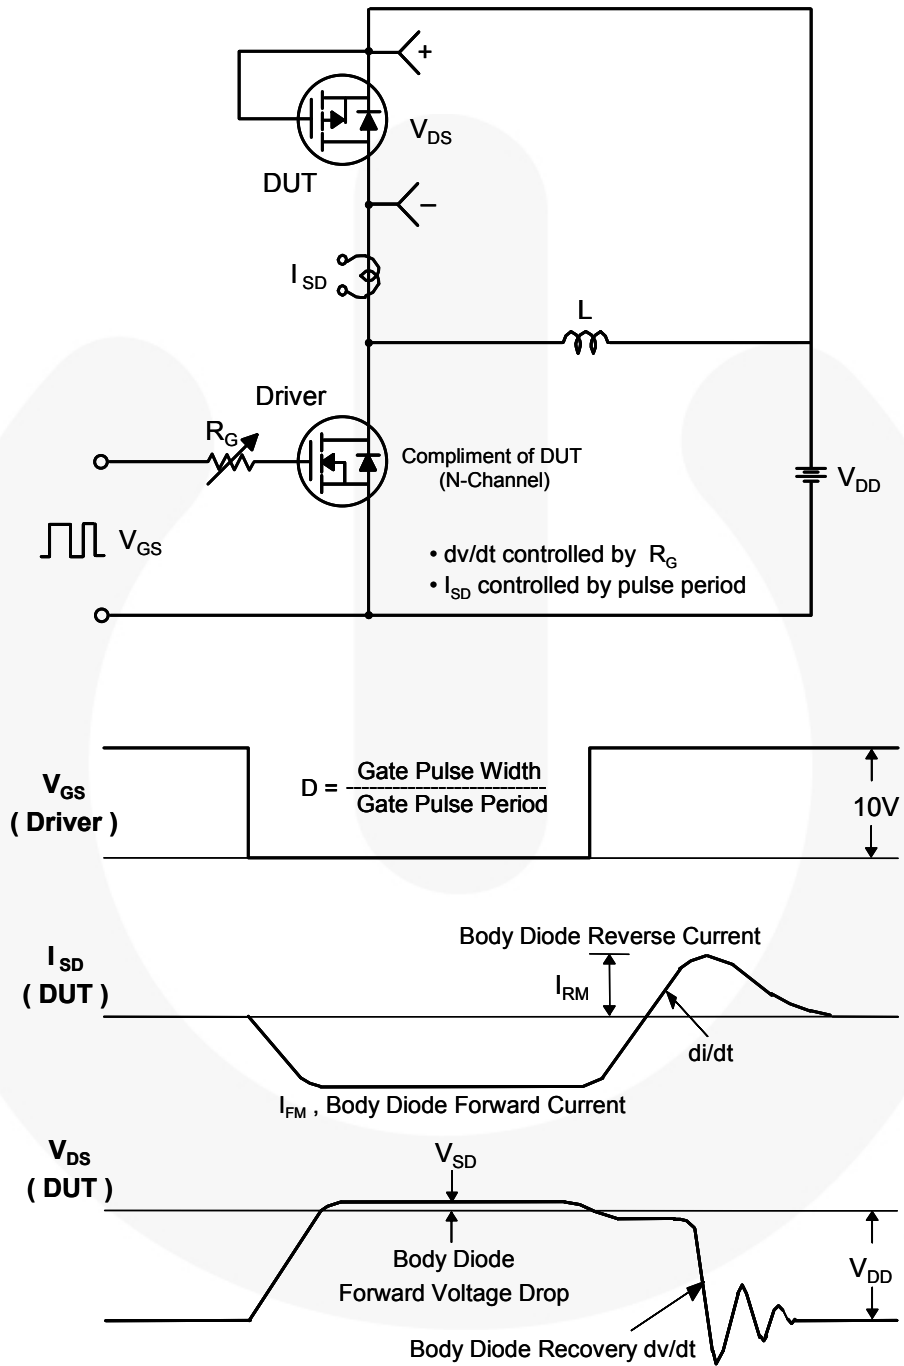 +
V_DS
DUT
–
I_SD
L
Driver
R_G
Compliment of DUT
(N-Channel)
V_DD
V_GS
• dv/dt controlled by R_G
• I_SD controlled by pulse period
V_GS
( Driver )
D = Gate Pulse Width
Gate Pulse Period
10V
Body Diode Reverse Current
I_SD
( DUT )
I_RM
di/dt
I_FM , Body Diode Forward Current
V_DS
( DUT )
V_SD
Body Diode
Forward Voltage Drop
V_DD
Body Diode Recovery dv/dt